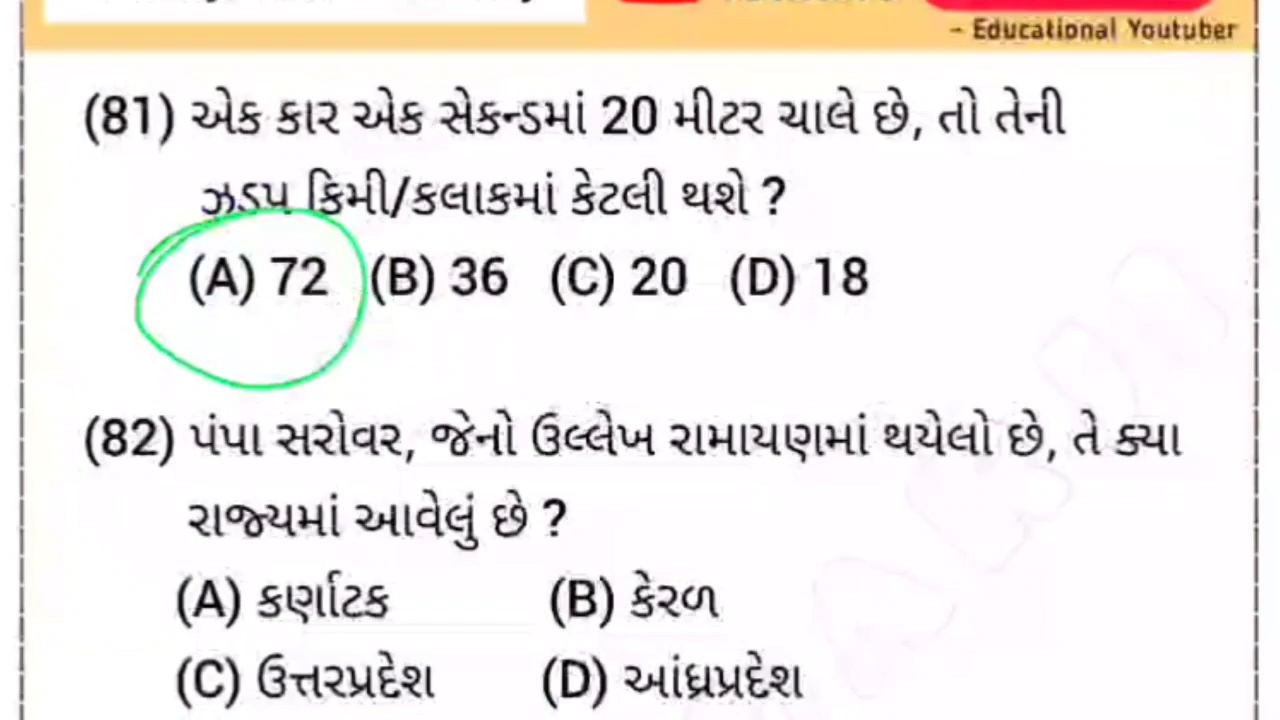 - Educational Youtuber
(81) એક કાર એક સેકન્ડમાં 20 મીટર ચાલે છે, તો તેની
ઝડપ કિમી/કલાકમાં કેટલી થશે ?
(A) 72 (B) 36 (C) 20 (D) 18
(82) પંપા સરોવર, જેનો ઉલ્લેખ રામાયણમાં થયેલો છે, તે ક્યા
રાજ્યમાં આવેલું છે ?
(A) કર્ણાટક (B) કેરળ
(C) ઉત્તરપ્રદેશ (D) આંધ્રપ્રદેશ